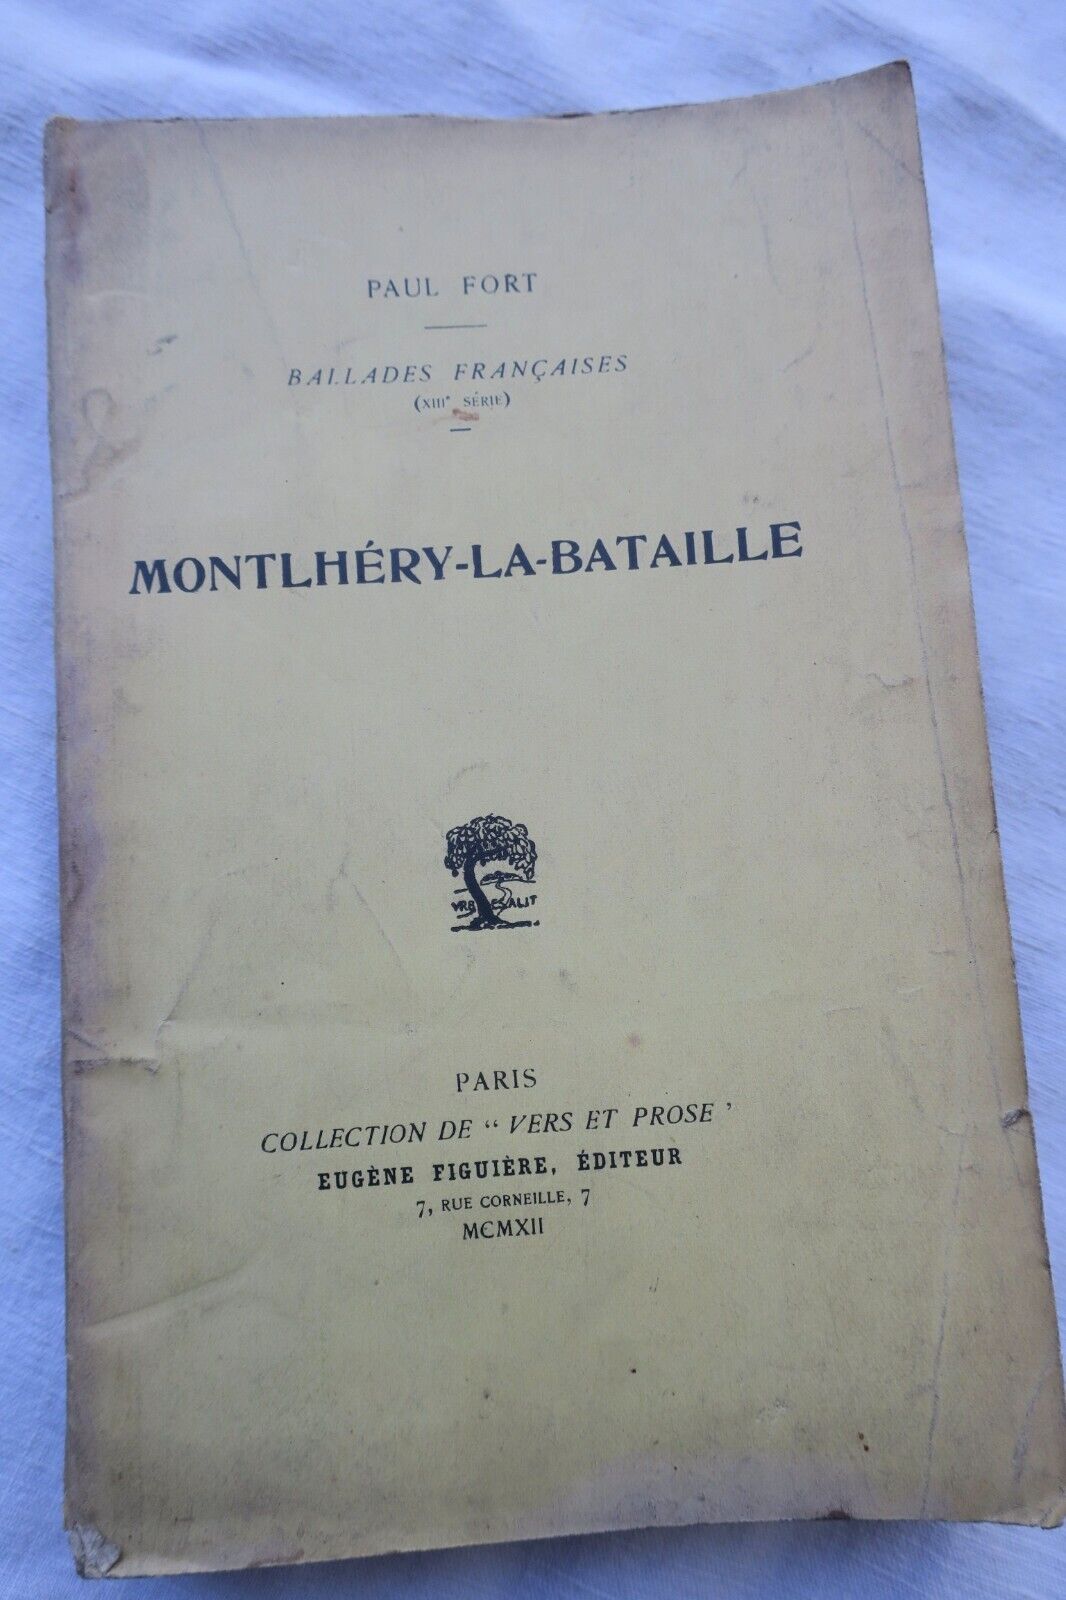 PAUL FORT
BALLADES FRANÇAISES
(XIIIe SÉRIE)
MONTLHÉRY-LA-BATAILLE
PARIS
COLLECTION DE “ VERS ET PROSE ’
EUGÈNE FIGUIÈRE, ÉDITEUR
7, RUE CORNEILLE, 7
MCMXII